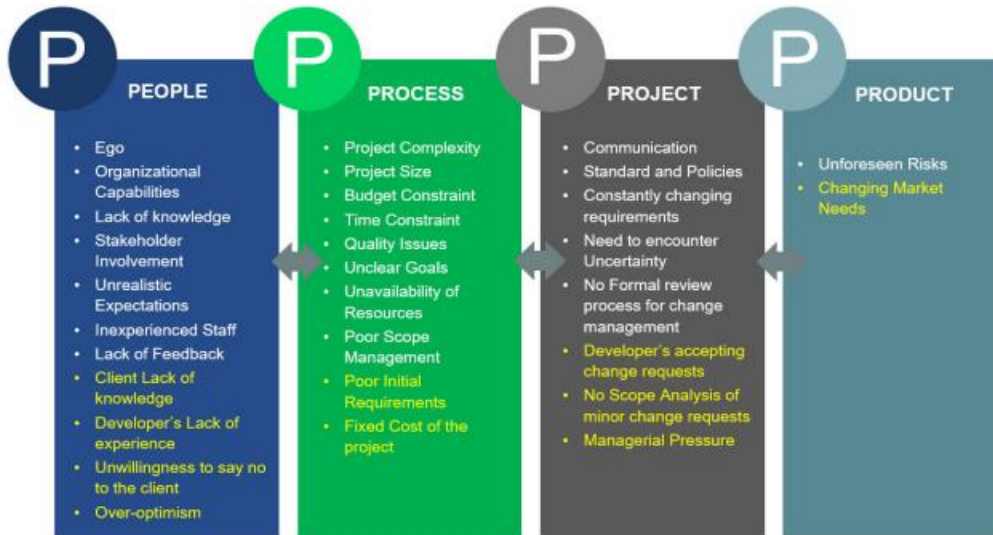 P
PEOPLE
• Ego
• Organizational
Capabilities
• Lack of knowledge
• Stakeholder
Involvement
• Unrealistic
Expectations
• Inexperienced Staff
• Lack of Feedback
• Client Lack of
knowledge
• Developer's Lack of
experience
• Unwillingness to say no
to the client
• Over-optimism
P
PROCESS
• Project Complexity
• Project Size
• Budget Constraint
• Time Constraint
• Quality Issues
• Unclear Goals
• Unavailability of
Resources
• Poor Scope
Management
• Poor Initial
Requirements
• Fixed Cost of the
project
P
PROJECT
• Communication
• Standard and Policies
• Constantly changing
requirements
• Need to encounter
Uncertainty
• No Formal review
process for change
management
• Developer's accepting
change requests
• No Scope Analysis of
minor change requests
• Managerial Pressure
P
PRODUCT
• Unforeseen Risks
• Changing Market
Needs